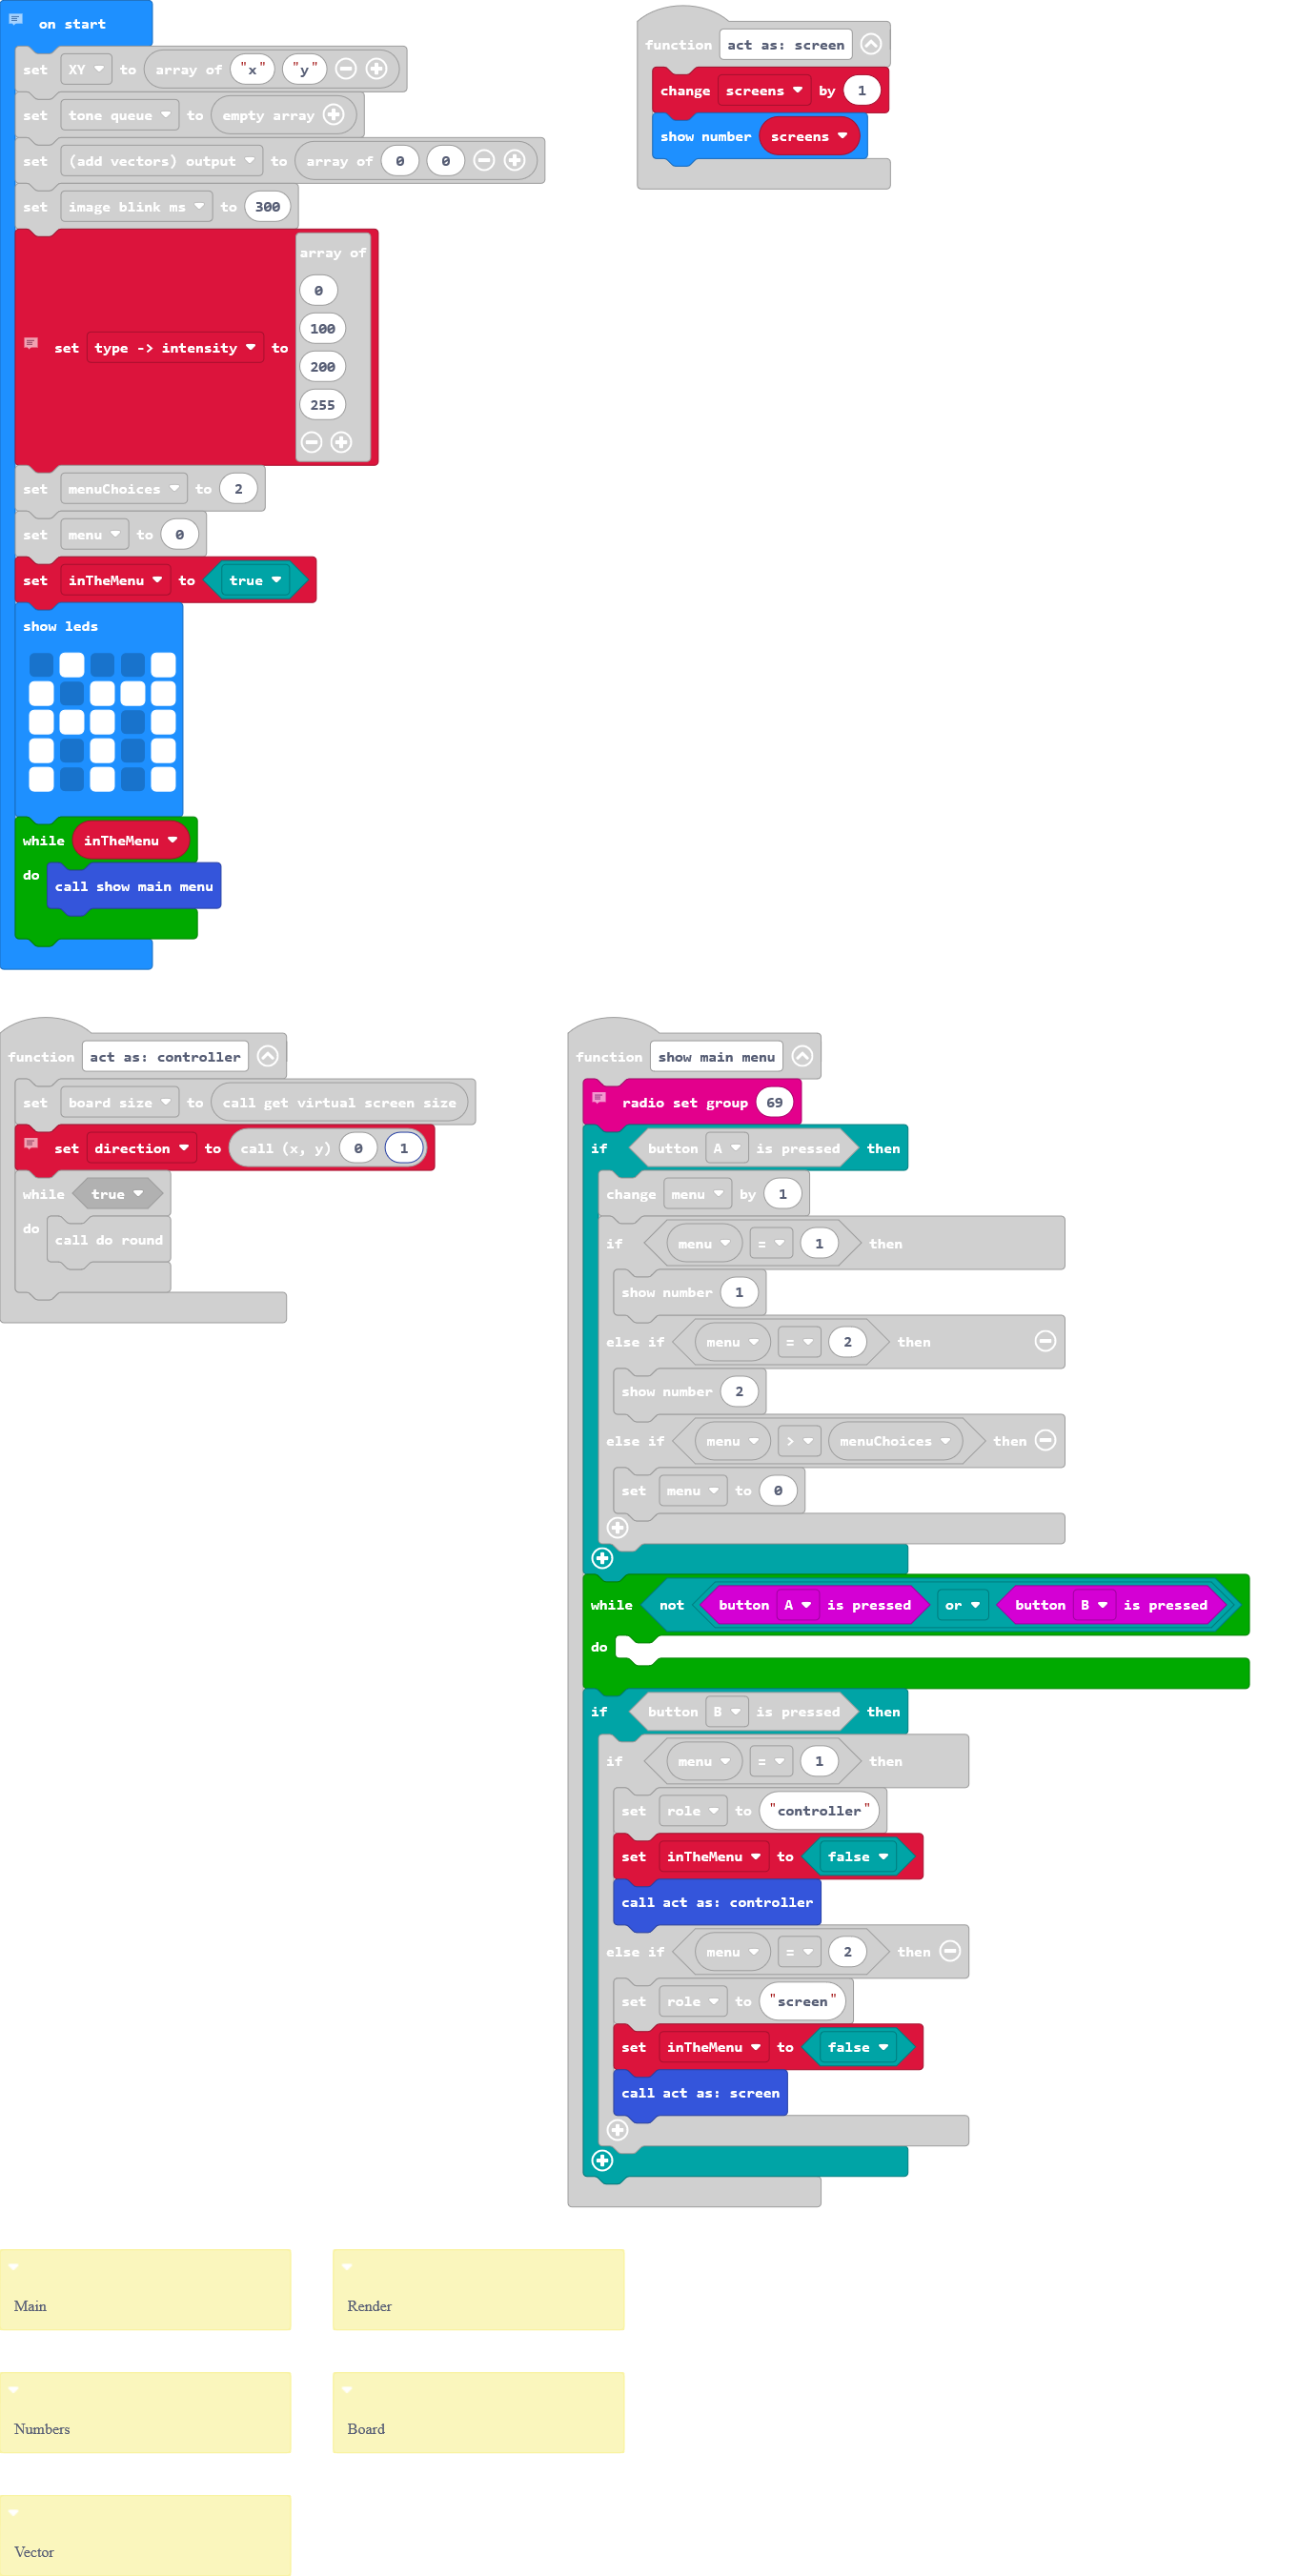 on start
set XY to array of "x" "y"
set tone queue to empty array
set (add vectors) output to array of 0 0
set image blink ms to 300
set type -> intensity to array of 0 100 200 255
set menuChoices to 2
set menu to 0
set inTheMenu to true
show leds
while inTheMenu
do call show main menu
function act as: screen
change screens by 1
show number screens
function act as: controller
set board size to call get virtual screen size
set direction to call (x, y) 0 1
while true
do call do round
function show main menu
radio set group 69
if button A is pressed then
change menu by 1
if menu = 1 then
show number 1
else if menu = 2 then
show number 2
else if menu > menuChoices then
set menu to 0
while not button A is pressed or button B is pressed
do
if button B is pressed then
if menu = 1 then
set role to "controller"
set inTheMenu to false
call act as: controller
else if menu = 2 then
set role to "screen"
set inTheMenu to false
call act as: screen
Main
Render
Numbers
Board
Vector